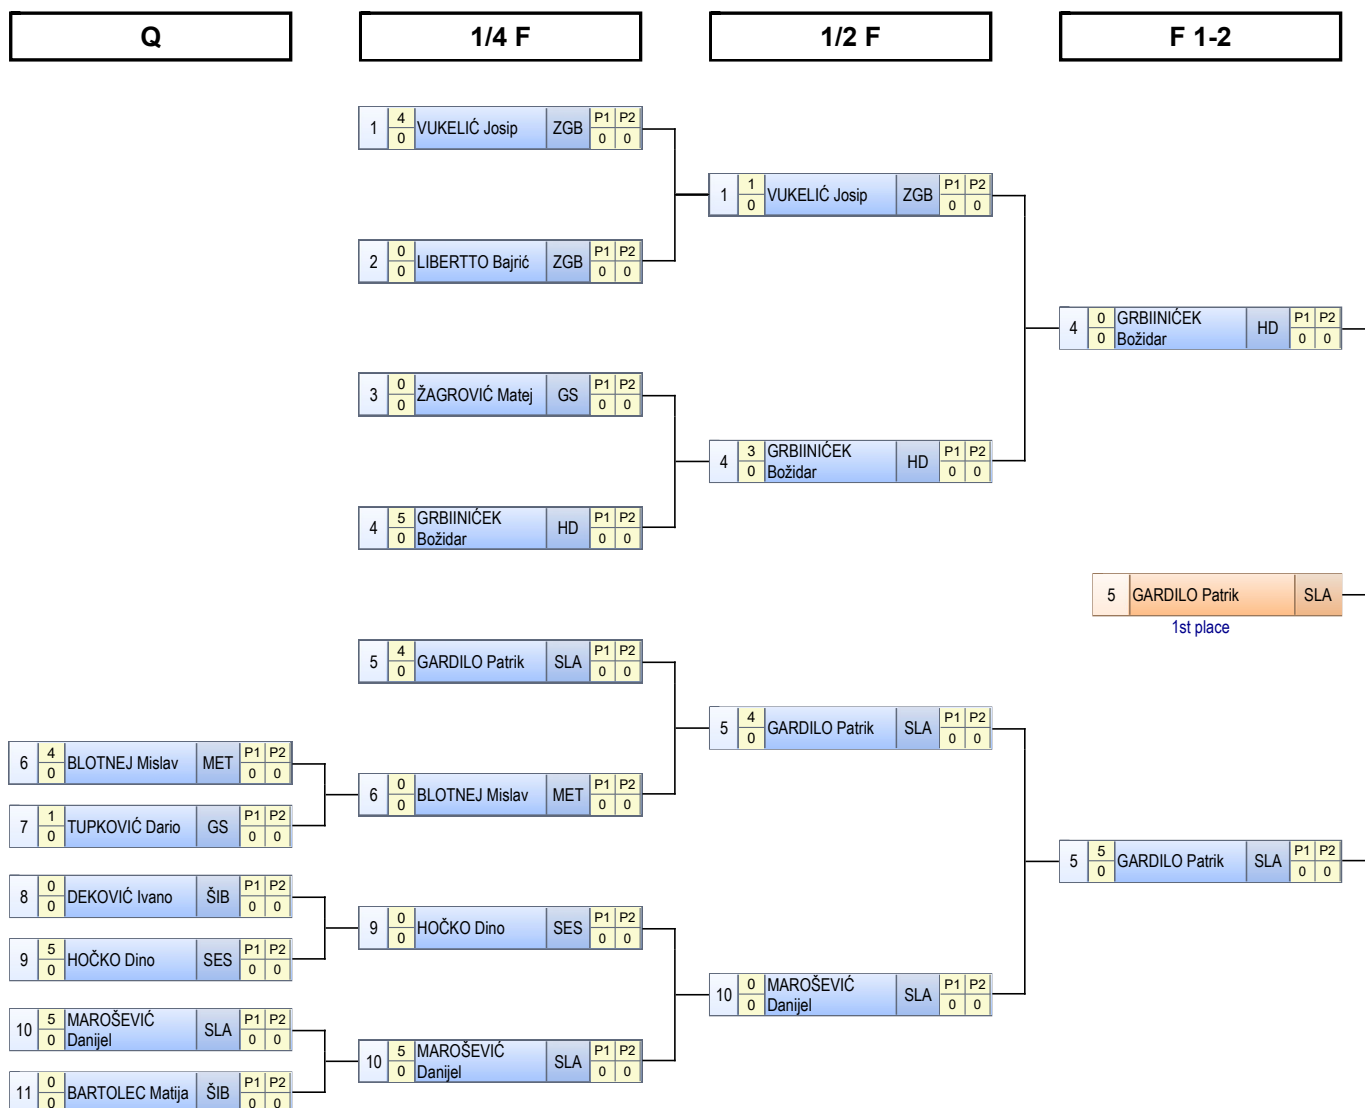 Q
1/4 F
1/2 F
F 1-2
1 4 0 VUKELIĆ Josip ZGB P1 P2 0 0
2 0 0 LIBERTTO Bajrić ZGB P1 P2 0 0
3 0 0 ŽAGROVIĆ Matej GS P1 P2 0 0
4 5 0 GRBIINIĆEK
Božidar HD P1 P2 0 0
5 4 0 GARDILO Patrik SLA P1 P2 0 0
6 0 0 BLOTNEJ Mislav MET P1 P2 0 0
9 0 0 HOČKO Dino SES P1 P2 0 0
10 5 0 MAROŠEVIĆ
Danijel SLA P1 P2 0 0
6 4 0 BLOTNEJ Mislav MET P1 P2 0 0
7 1 0 TUPKOVIĆ Dario GS P1 P2 0 0
8 0 0 DEKOVIĆ Ivano ŠIB P1 P2 0 0
9 5 0 HOČKO Dino SES P1 P2 0 0
10 5 0 MAROŠEVIĆ
Danijel SLA P1 P2 0 0
11 0 0 BARTOLEC Matija ŠIB P1 P2 0 0
1 1 0 VUKELIĆ Josip ZGB P1 P2 0 0
4 3 0 GRBIINIĆEK
Božidar HD P1 P2 0 0
5 4 0 GARDILO Patrik SLA P1 P2 0 0
10 0 0 MAROŠEVIĆ
Danijel SLA P1 P2 0 0
4 0 0 GRBIINIĆEK
Božidar HD P1 P2 0 0
5 GARDILO Patrik SLA
1st place
5 5 0 GARDILO Patrik SLA P1 P2 0 0